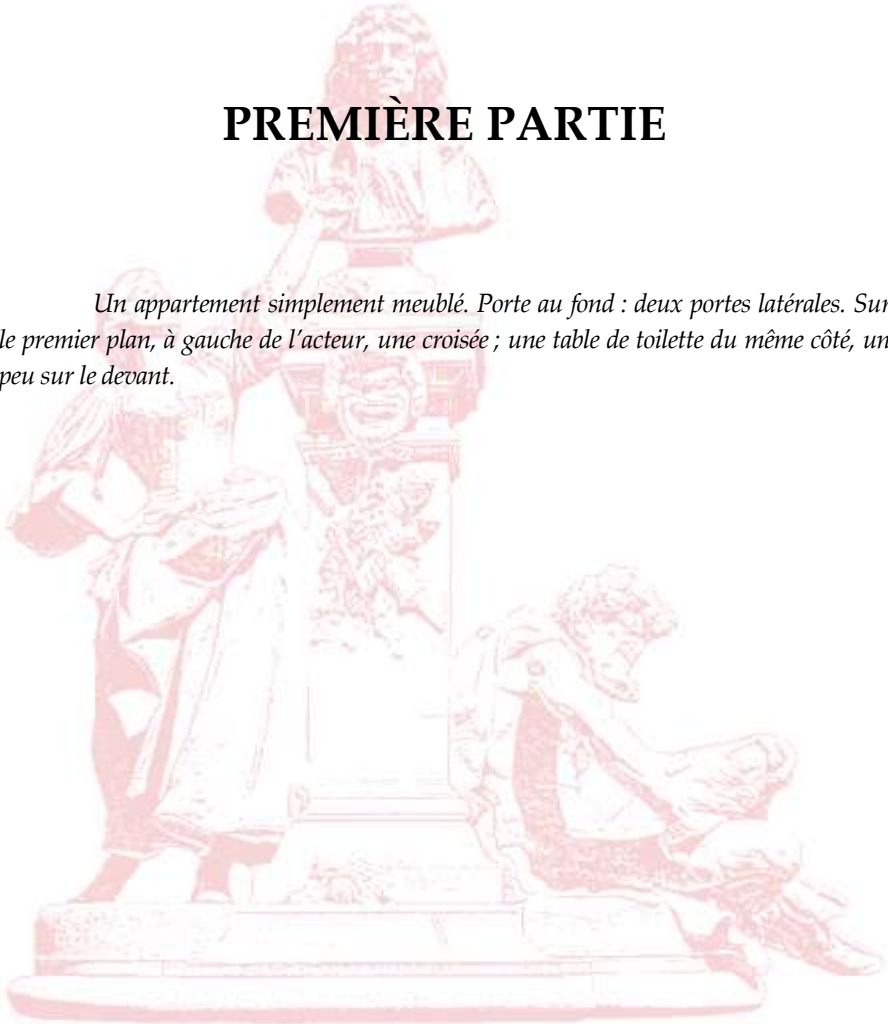 PREMIÈRE PARTIE
Un appartement simplement meublé. Porte au fond : deux portes latérales. Sur
le premier plan, à gauche de l’acteur, une croisée ; une table de toilette du même côté, un
peu sur le devant.